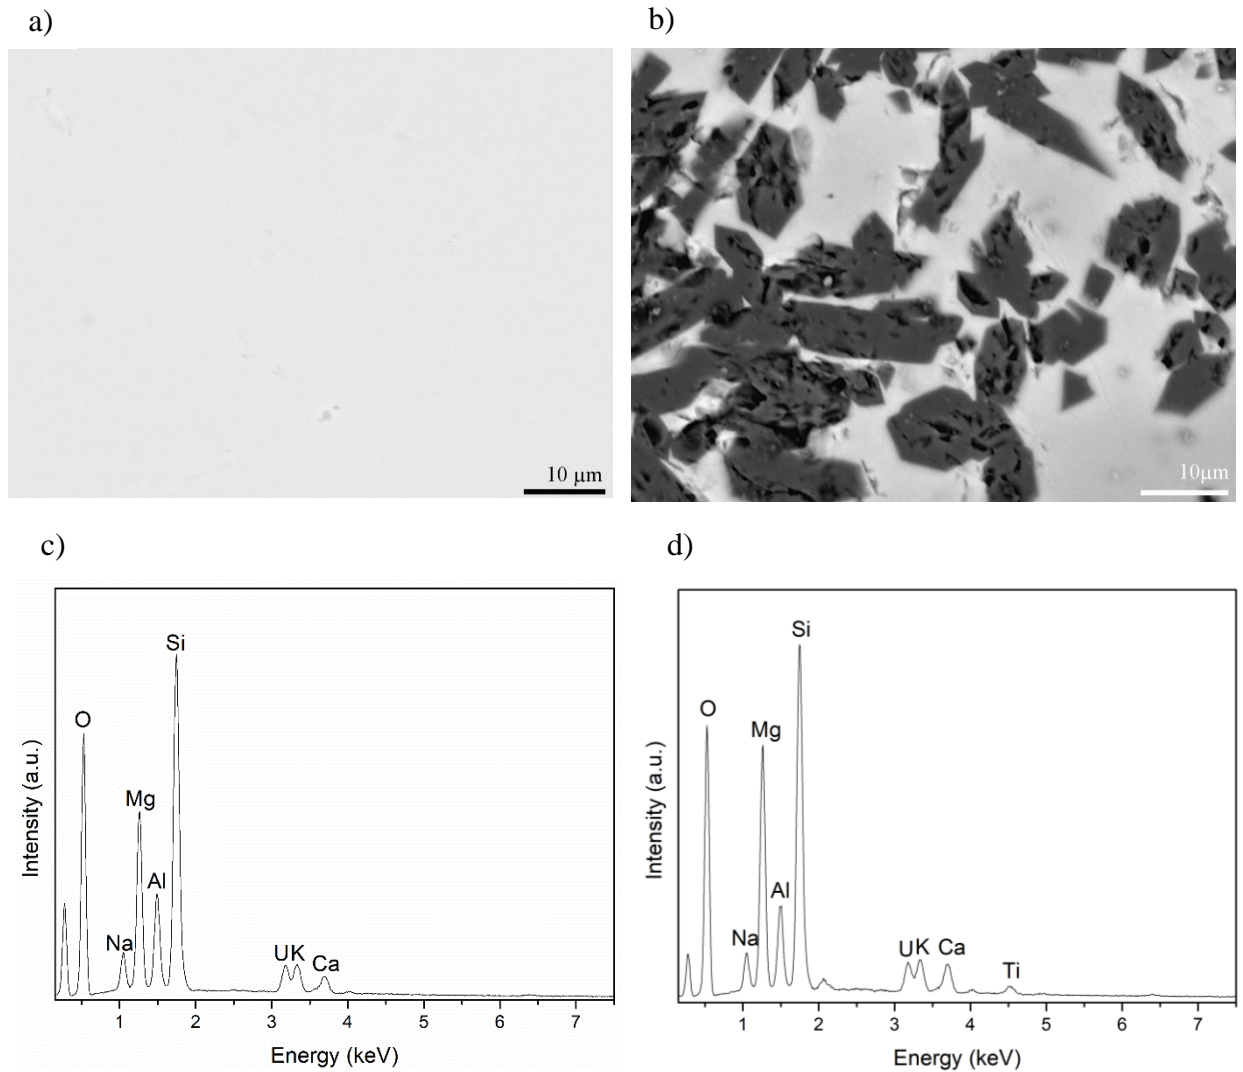 a)
b)
10 µm
10µm
c)
d)
Si
O
Mg
Al
Na
UK
Ca
Intensity (a.u.)
1 2 3 4 5 6 7
Energy (keV)
Si
O
Mg
Al
Na
UK
Ca
Ti
Intensity (a.u.)
1 2 3 4 5 6 7
Energy (keV)